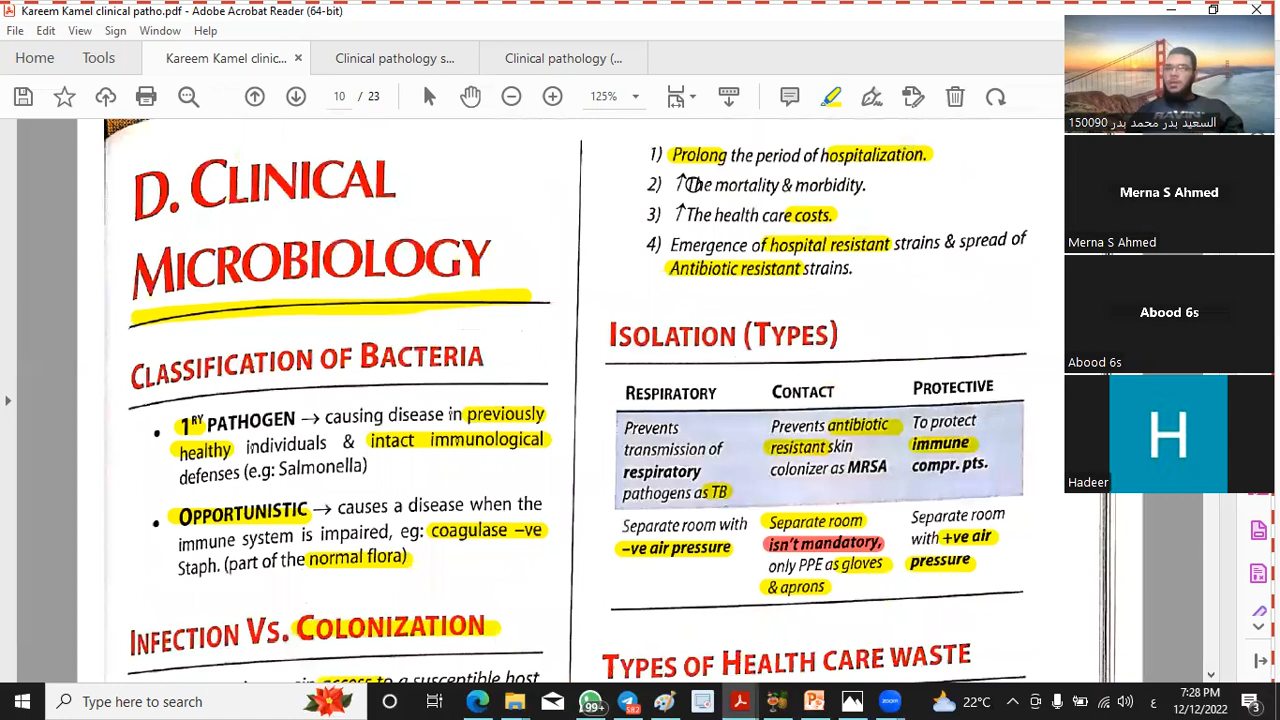 Kareem Kamel clinical patho.pdf - Adobe Acrobat Reader (64-bit)
File Edit View Sign Window Help
Home Tools Kareem Kamel clinic... × Clinical pathology s... Clinical pathology (...
10 / 23 125%
D. CLINICAL
MICROBIOLOGY
CLASSIFICATION OF BACTERIA
• 1RY PATHOGEN → causing disease in previously
healthy individuals & intact immunological
defenses (e.g: Salmonella)
• OPPORTUNISTIC → causes a disease when the
immune system is impaired, eg: coagulase –ve
Staph. (part of the normal flora)
INFECTION VS. COLONIZATION
access to a susceptible host
1) Prolong the period of hospitalization.
2) ↑ The mortality & morbidity.
3) ↑ The health care costs.
4) Emergence of hospital resistant strains & spread of
Antibiotic resistant strains.
ISOLATION (TYPES)
RESPIRATORY CONTACT PROTECTIVE
Prevents
transmission of
respiratory
pathogens as TB
Prevents antibiotic
resistant skin
colonizer as MRSA
To protect
immune
compr. pts.
Separate room with
–ve air pressure
Separate room
isn't mandatory,
only PPE as gloves
& aprons
Separate room
with +ve air
pressure
TYPES OF HEALTH CARE WASTE
السعيد بدر محمد بدر 150090
Merna S Ahmed
Merna S Ahmed
Abood 6s
Abood 6s
H
Hadeer
Type here to search
99+
582
zoom
22°C
ع
7:28 PM
12/12/2022
3